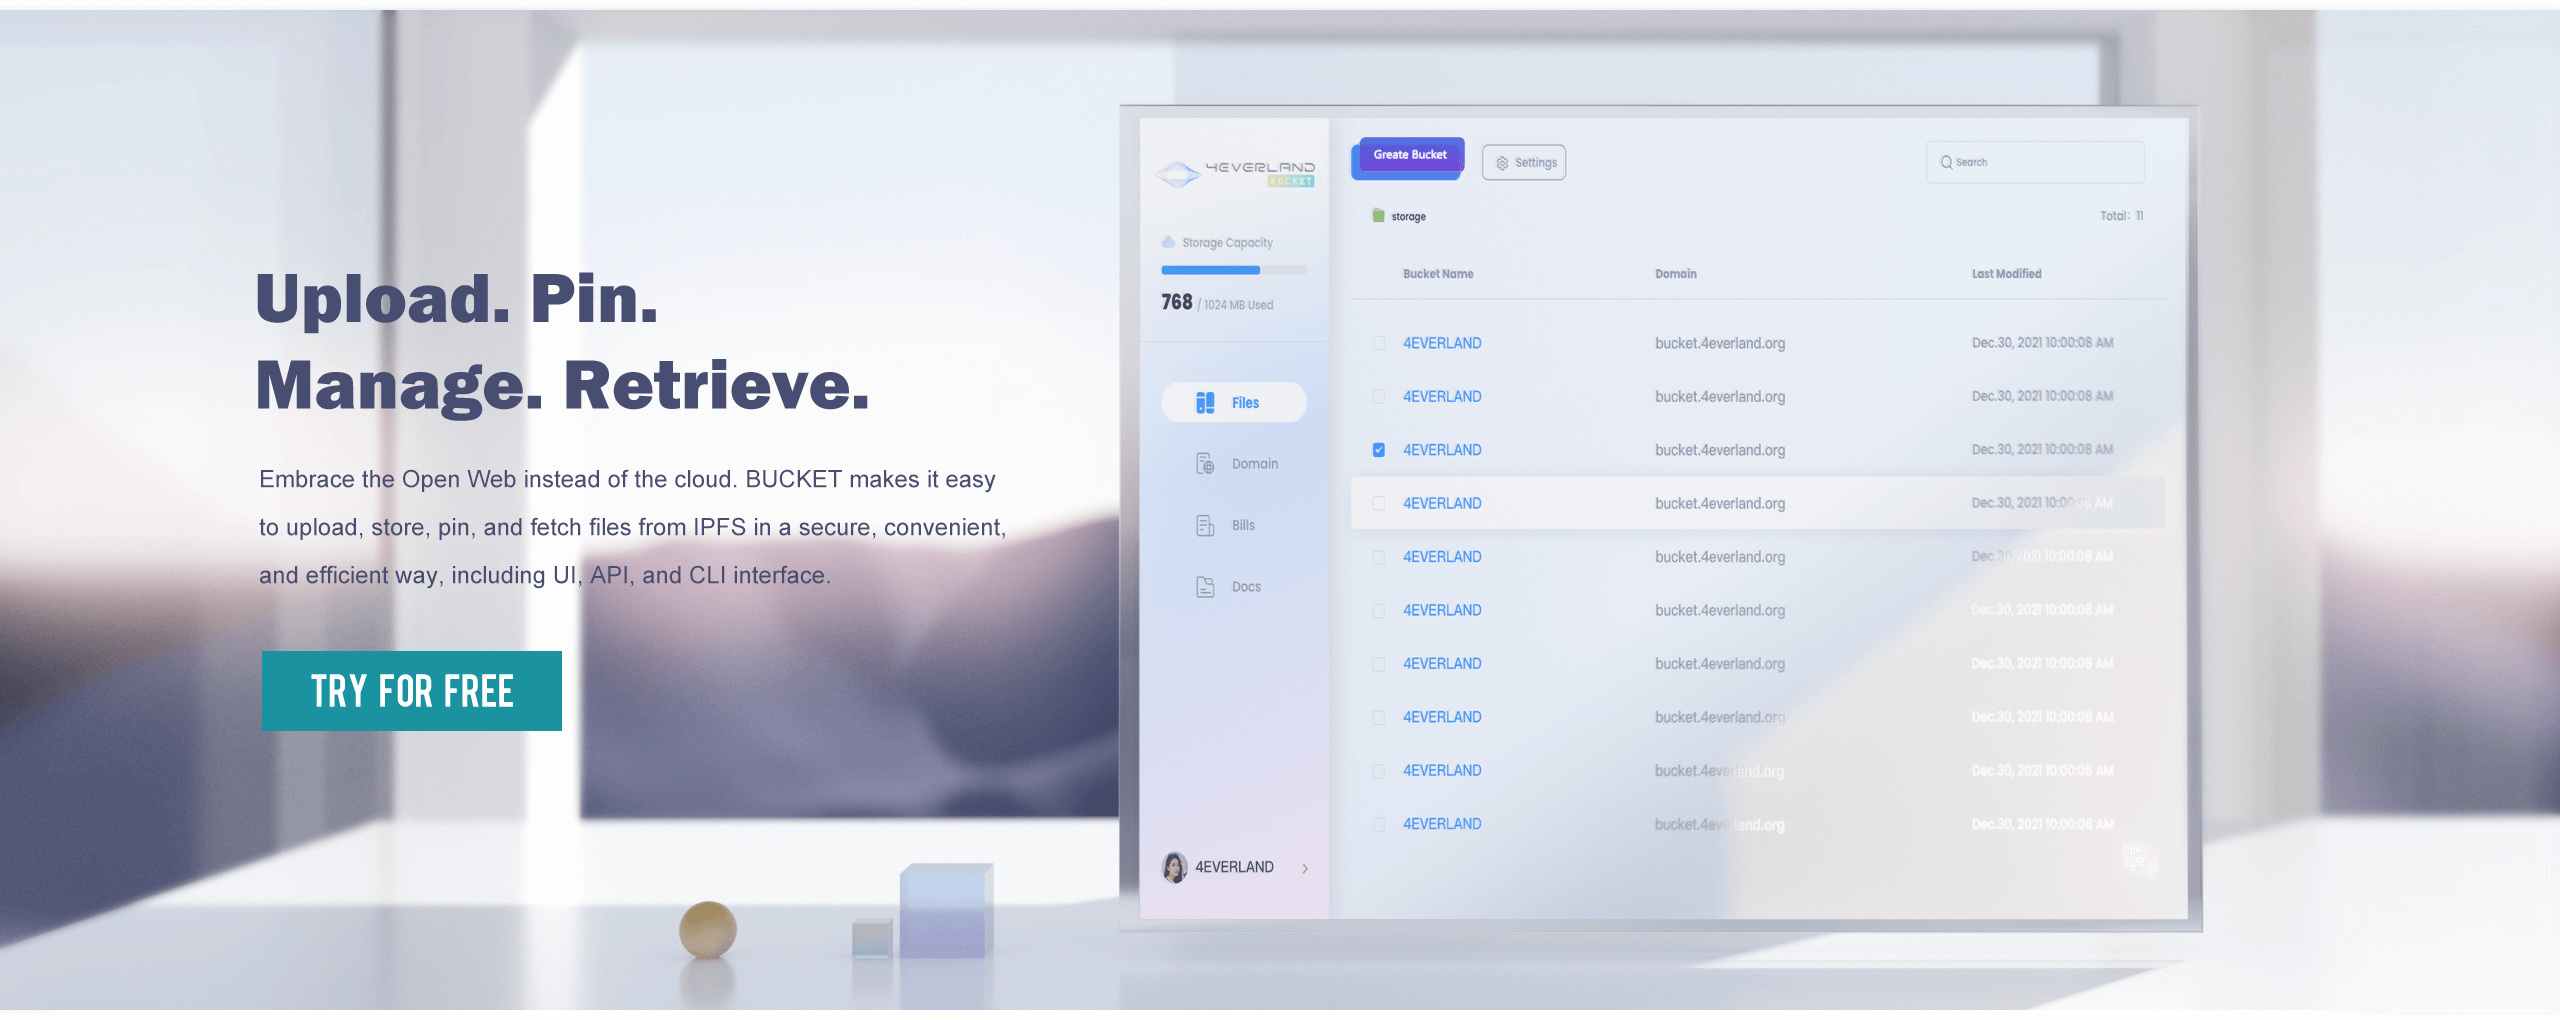 Upload. Pin.
Manage. Retrieve.
Embrace the Open Web instead of the cloud. BUCKET makes it easy
to upload, store, pin, and fetch files from IPFS in a secure, convenient,
and efficient way, including UI, API, and CLI interface.
TRY FOR FREE
4EVERLAND
BUCKET
Storage Capacity
768 / 1024 MB Used
Files
Domain
Bills
Docs
4EVERLAND
Greate Bucket Settings Search
storage Total: 11
Bucket Name Domain Last Modified
4EVERLAND bucket.4everland.org Dec.30, 2021 10:00:08 AM
4EVERLAND bucket.4everland.org Dec.30, 2021 10:00:08 AM
4EVERLAND bucket.4everland.org Dec.30, 2021 10:00:08 AM
4EVERLAND bucket.4everland.org Dec.30, 2021 10:00:08 AM
4EVERLAND bucket.4everland.org Dec.30, 2021 10:00:08 AM
4EVERLAND bucket.4everland.org Dec.30, 2021 10:00:08 AM
4EVERLAND bucket.4everland.org Dec.30, 2021 10:00:08 AM
4EVERLAND bucket.4everland.org Dec.30, 2021 10:00:08 AM
4EVERLAND bucket.4everland.org Dec.30, 2021 10:00:08 AM
4EVERLAND bucket.4everland.org Dec.30, 2021 10:00:08 AM